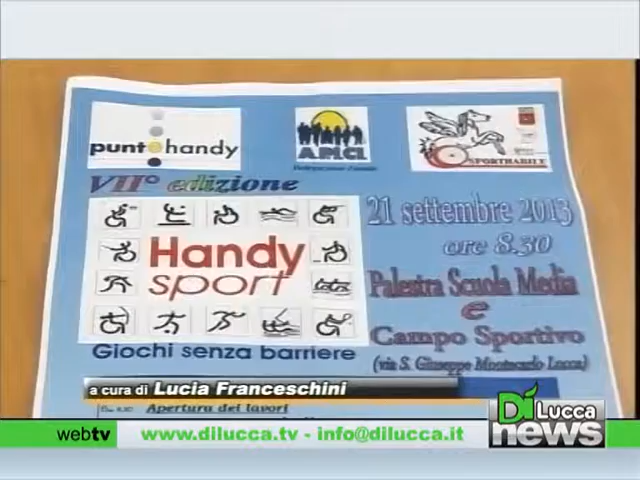 punto handy
A.P.I.C.I.
SPORTHABILE
VII° edizione
21 settembre 2013
ore 8.30
Handy
sport
Palestra Scuola Media
e
Campo Sportivo
Giochi senza barriere
(via S. Giuseppe Montecarlo Lucca)
a cura di Lucia Franceschini
Apertura dei lavori
webtv
www.dilucca.tv - info@dilucca.it
Dì Lucca
news